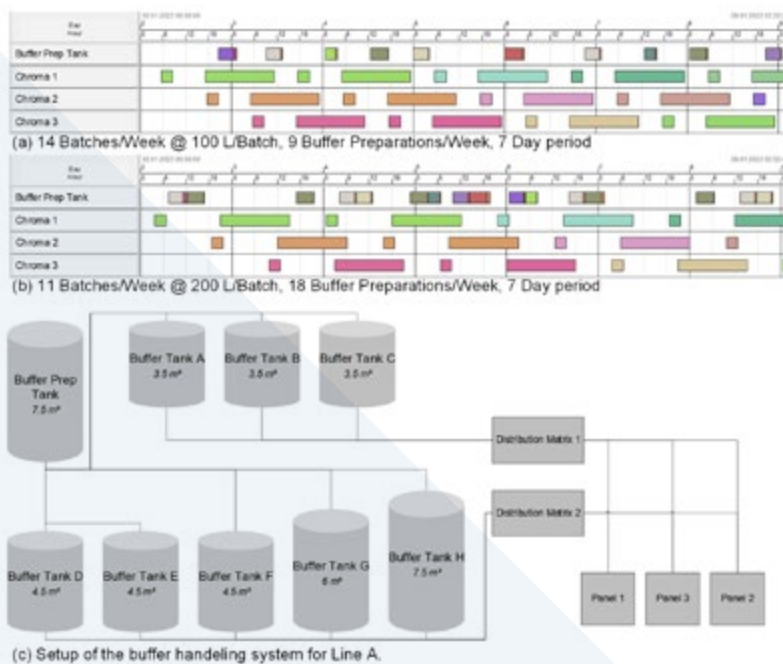 Day
Hour
Buffer Prep Tank
Chroma 1
Chroma 2
Chroma 3
(a) 14 Batches/Week @ 100 L/Batch, 9 Buffer Preparations/Week, 7 Day period
Day
Hour
Buffer Prep Tank
Chroma 1
Chroma 2
Chroma 3
(b) 11 Batches/Week @ 200 L/Batch, 18 Buffer Preparations/Week, 7 Day period
Buffer Prep
Tank
7.5 m³
Buffer Tank A
3.5 m³
Buffer Tank B
3.5 m³
Buffer Tank C
3.5 m³
Distribution Matrix 1
Distribution Matrix 2
Buffer Tank D
4.5 m³
Buffer Tank E
4.5 m³
Buffer Tank F
4.5 m³
Buffer Tank G
6 m³
Buffer Tank H
7.5 m³
Panel 1
Panel 3
Panel 2
(c) Setup of the buffer handeling system for Line A.